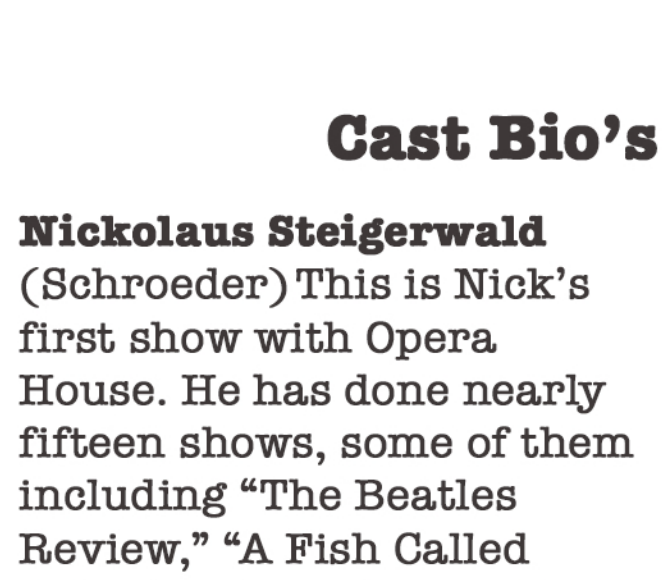 Cast Bio’s
Nickolaus Steigerwald
(Schroeder) This is Nick’s
first show with Opera
House. He has done nearly
fifteen shows, some of them
including “The Beatles
Review,” “A Fish Called